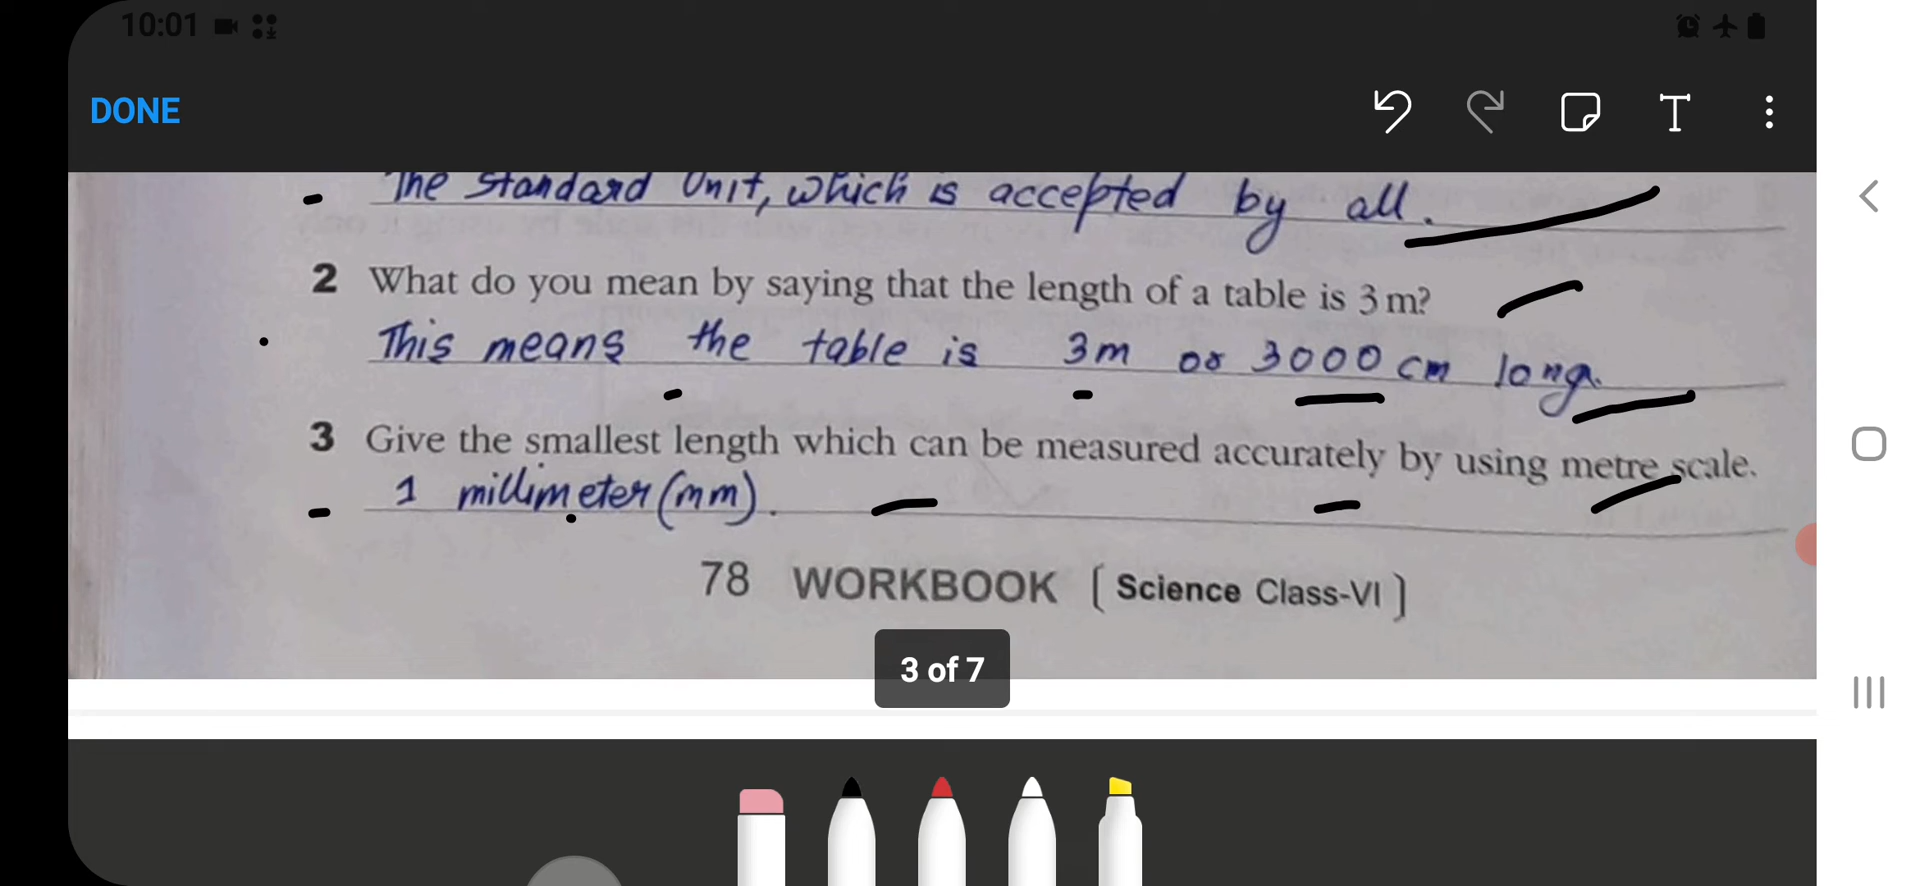 10:01
DONE
T
The Standard Unit, which is accepted by all.
2 What do you mean by saying that the length of a table is 3 m?
This means the table is 3m or 3000 cm long.
3 Give the smallest length which can be measured accurately by using metre scale.
1 millimeter (mm).
78 WORKBOOK [Science Class-VI]
3 of 7